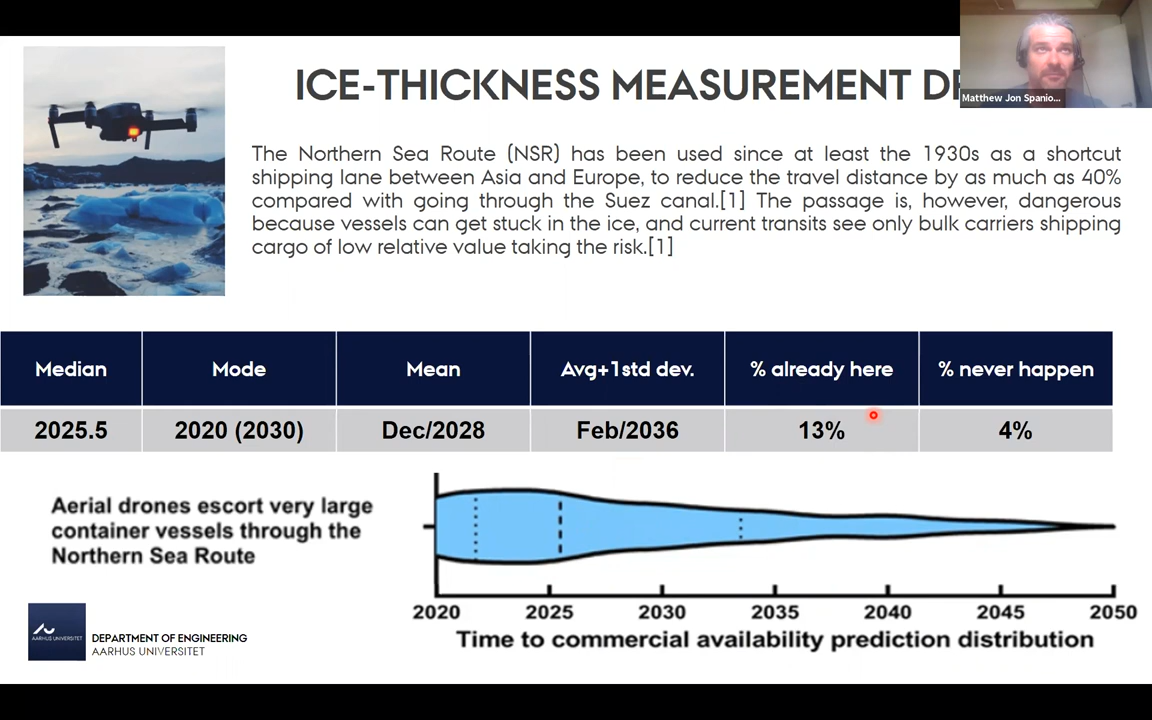 ICE-THICKNESS MEASUREMENT
Matthew Jon Spanio...
The Northern Sea Route (NSR) has been used since at least the 1930s as a shortcut
shipping lane between Asia and Europe, to reduce the travel distance by as much as 40%
compared with going through the Suez canal.[1] The passage is, however, dangerous
because vessels can get stuck in the ice, and current transits see only bulk carriers shipping
cargo of low relative value taking the risk.[1]
Median Mode Mean Avg+1std dev. % already here % never happen
2025.5 2020 (2030) Dec/2028 Feb/2036 13% 4%
Aerial drones escort very large
container vessels through the
Northern Sea Route
2020 2025 2030 2035 2040 2045 2050
Time to commercial availability prediction distribution
AARHUS UNIVERSITET
DEPARTMENT OF ENGINEERING
AARHUS UNIVERSITET